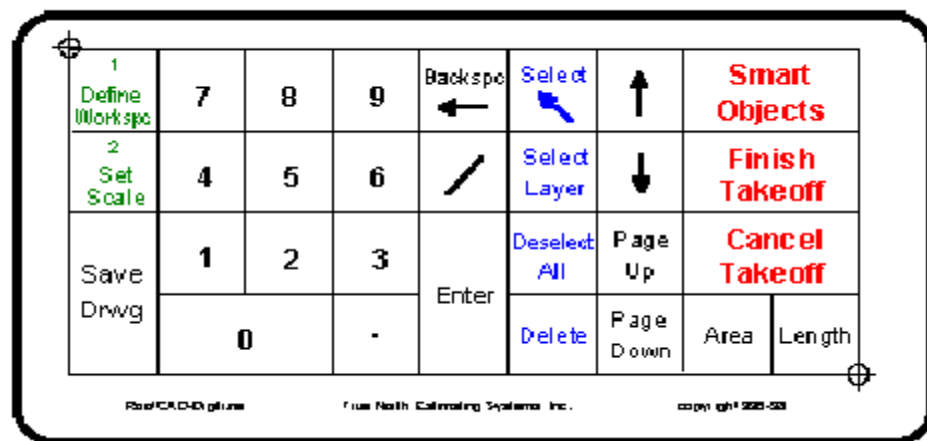 1
Define
Workspc
7
8
9
Backspc
Select
Smart
Objects
2
Set
Scale
4
5
6
Select
Layer
Finish
Takeoff
Save
Drwg
1
2
3
Enter
Deselect
All
Page
Up
Cancel
Takeoff
0
Delete
Page
Down
Area
Length
True North Estimating Systems Inc.
copyright